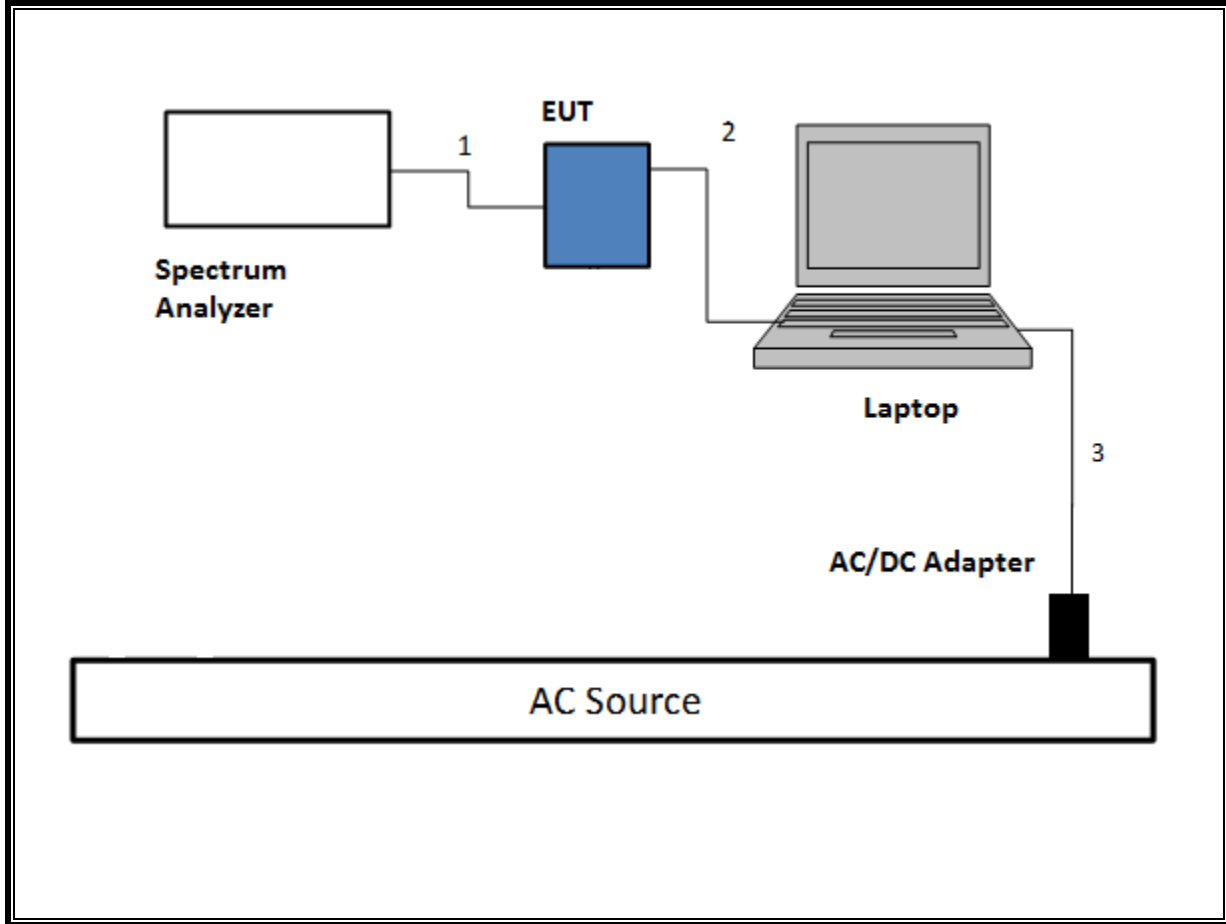 EUT
1
2
Spectrum
Analyzer
Laptop
3
AC/DC Adapter
AC Source